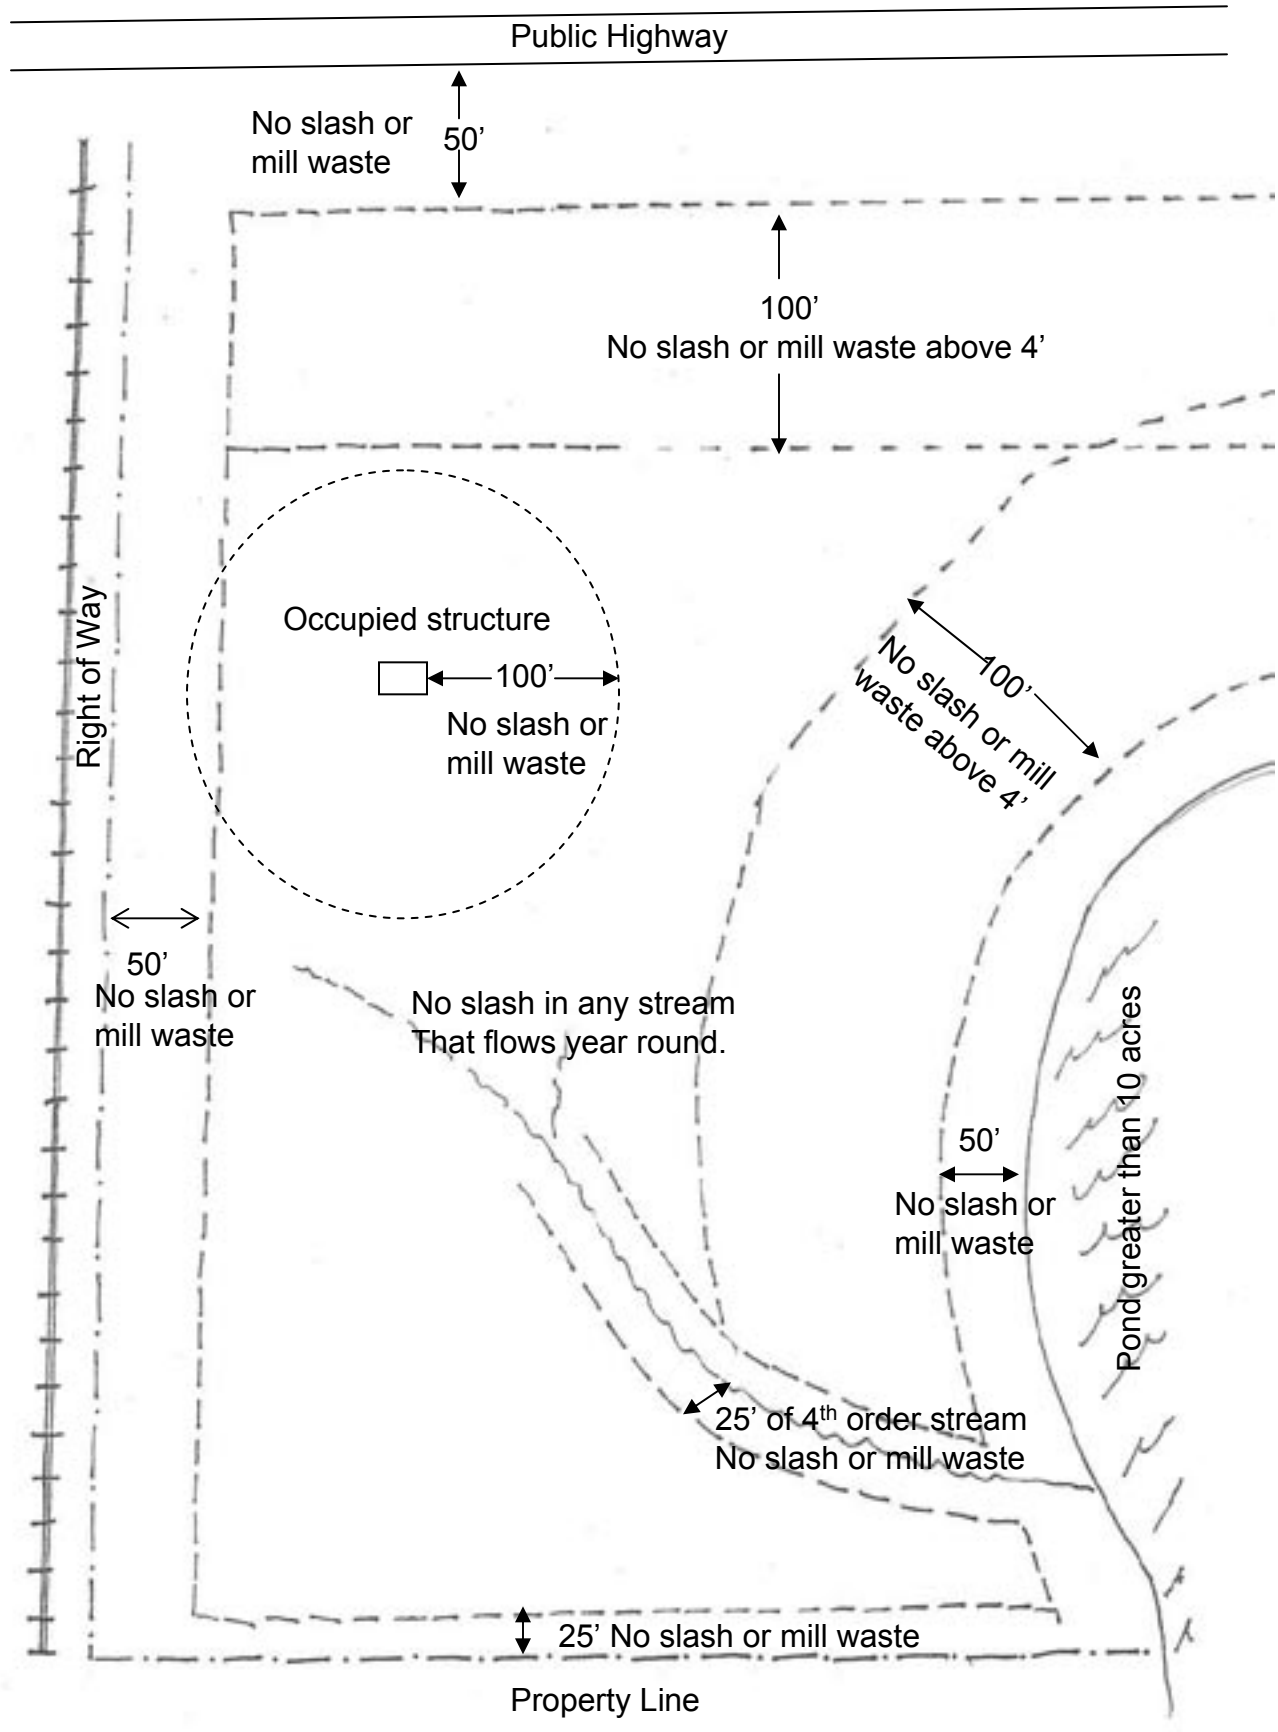 Public Highway
No slash or
mill waste
50’
100’
No slash or mill waste above 4’
Occupied structure
100’
No slash or
mill waste
Right of Way
100’
No slash or mill
waste above 4’
50’
No slash or
mill waste
No slash in any stream
That flows year round.
Pond greater than 10 acres
50’
No slash or
mill waste
25’ of 4th order stream
No slash or mill waste
25’ No slash or mill waste
Property Line